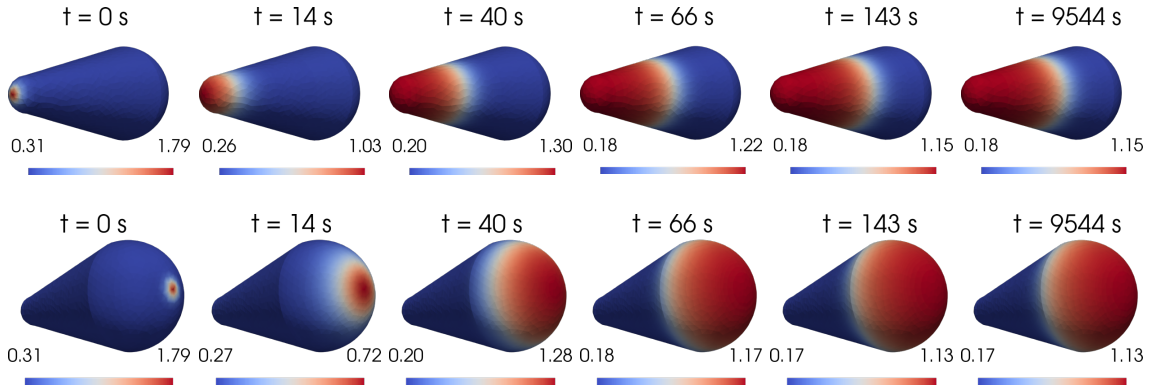 t = 0 s t = 14 s t = 40 s t = 66 s t = 143 s t = 9544 s
0.31 1.79 0.26 1.03 0.20 1.30 0.18 1.22 0.18 1.15 0.18 1.15
t = 0 s t = 14 s t = 40 s t = 66 s t = 143 s t = 9544 s
0.31 1.79 0.27 0.72 0.20 1.28 0.18 1.17 0.17 1.13 0.17 1.13